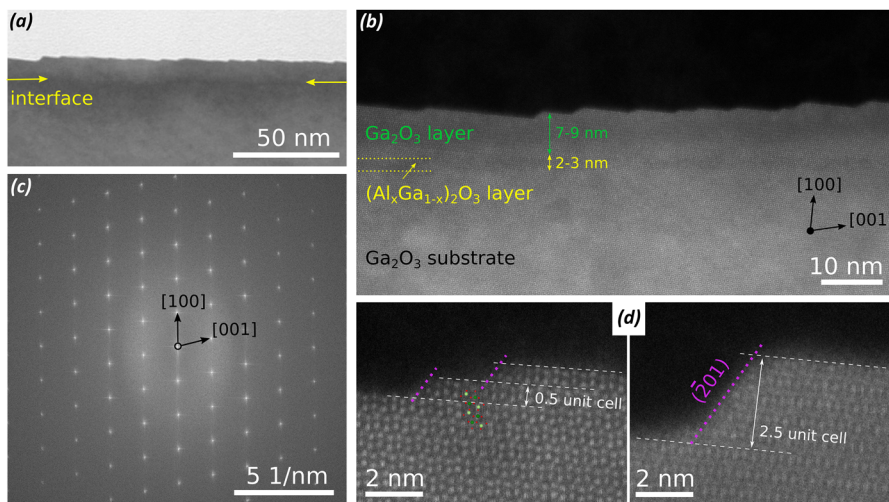 (a)
interface
50 nm
(b)
Ga₂O₃ layer
7-9 nm
2-3 nm
(AlₓGa₁₋ₓ)₂O₃ layer
[100]
[001]
Ga₂O₃ substrate
10 nm
(c)
[100]
[001]
5 1/nm
(d)
0.5 unit cell
2 nm
(2̄01)
2.5 unit cell
2 nm